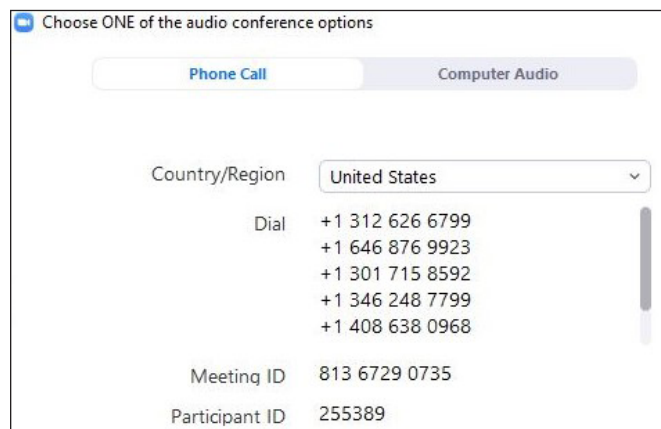 Choose ONE of the audio conference options
Phone Call Computer Audio
Country/Region United States
Dial +1 312 626 6799
+1 646 876 9923
+1 301 715 8592
+1 346 248 7799
+1 408 638 0968
Meeting ID 813 6729 0735
Participant ID 255389